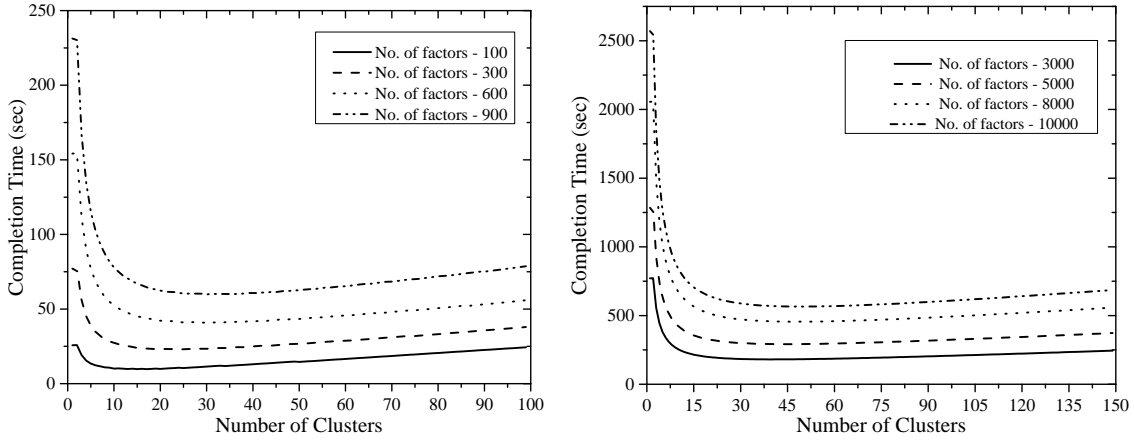 250
200
150
100
50
25
0
Completion Time (sec)
0 10 20 30 40 50 60 70 80 90 100
Number of Clusters
No. of factors - 100
No. of factors - 300
No. of factors - 600
No. of factors - 900
2500
2000
1500
1000
500
250
0
Completion Time (sec)
0 15 30 45 60 75 90 105 120 135 150
Number of Clusters
No. of factors - 3000
No. of factors - 5000
No. of factors - 8000
No. of factors - 10000